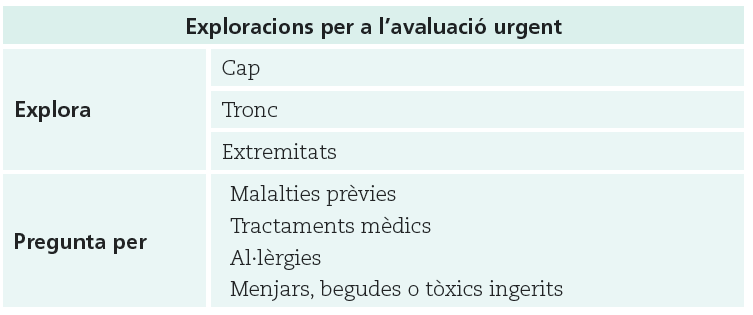 Exploracions per a l'avaluació urgent
Explora
Cap
Tronc
Extremitats
Pregunta per
Malalties prèvies
Tractaments mèdics
Al·lèrgies
Menjars, begudes o tòxics ingerits